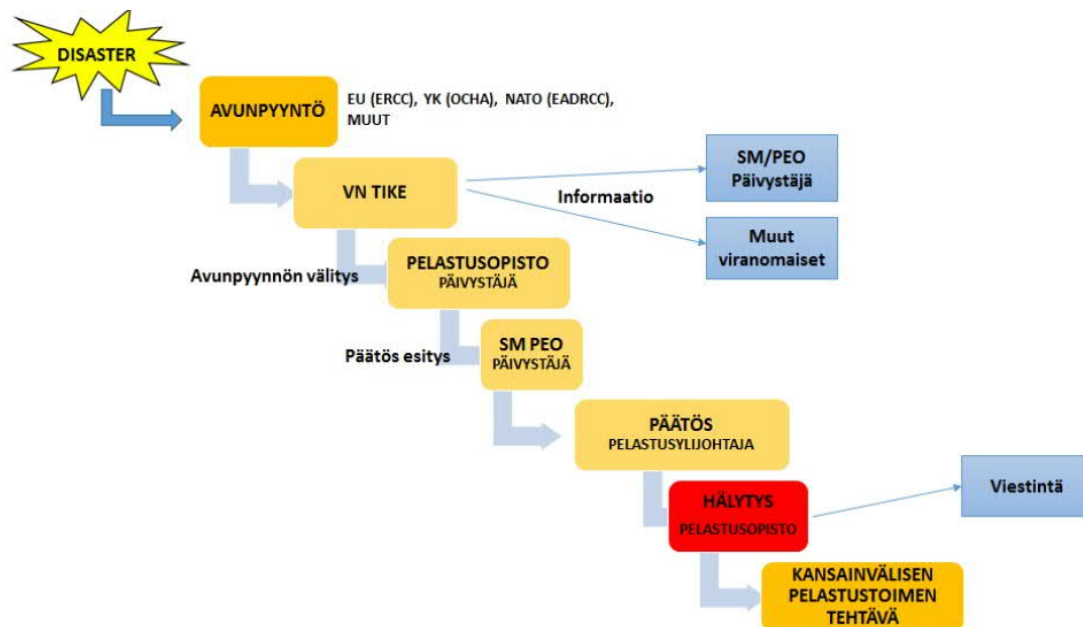 DISASTER
AVUNPYYNTÖ
EU (ERCC), YK (OCHA), NATO (EADRCC),
MUUT
VN TIKE
Informaatio
SM/PEO
Päivystäjä
Muut
viranomaiset
Avunpyynnön välitys
PELASTUSOPISTO
PÄIVYSTÄJÄ
Päätös esitys
SM PEO
PÄIVYSTÄJÄ
PÄÄTÖS
PELASTUSYLIJOHTAJA
HÄLYTYS
PELASTUSOPISTO
Viestintä
KANSAINVÄLISEN
PELASTUSTOIMEN
TEHTÄVÄ